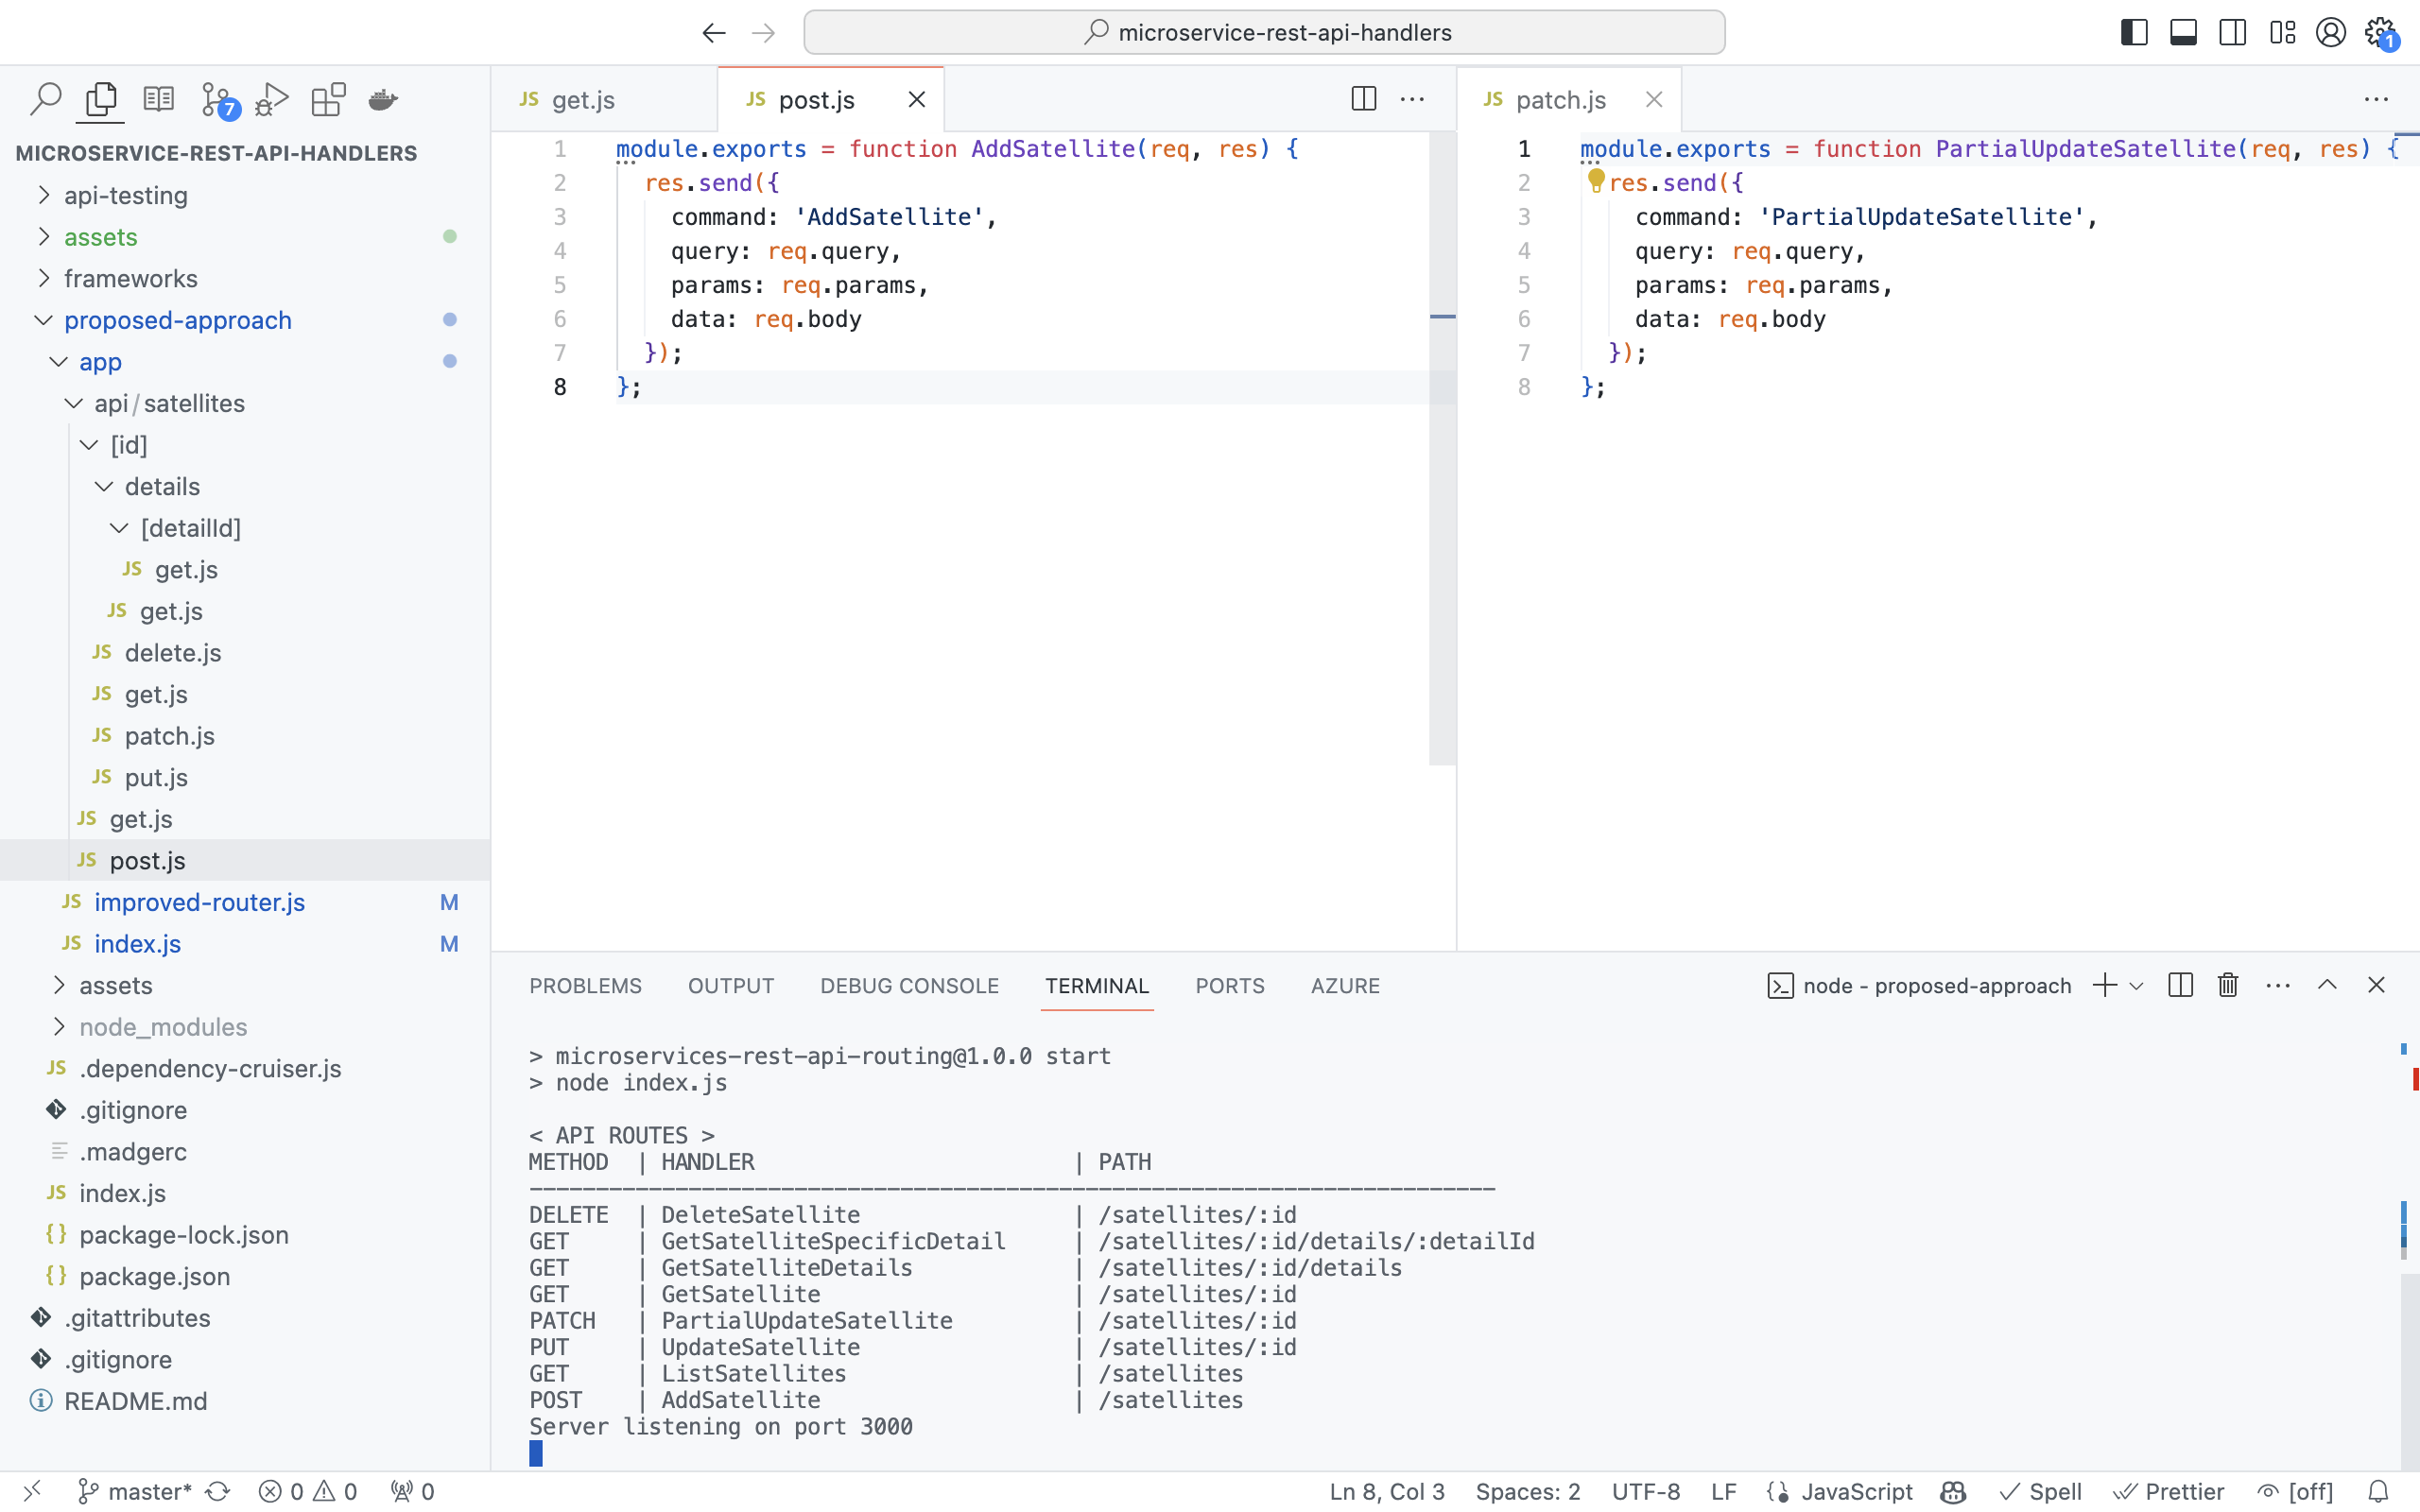 microservice-rest-api-handlers
1
7
MICROSERVICE-REST-API-HANDLERS
api-testing
assets
frameworks
proposed-approach
app
api/satellites
[id]
details
[detailId]
JS get.js
JS get.js
JS delete.js
JS get.js
JS patch.js
JS put.js
JS get.js
JS post.js
JS improved-router.js M
JS index.js M
assets
node_modules
JS .dependency-cruiser.js
.gitignore
.madgerc
JS index.js
{} package-lock.json
{} package.json
.gitattributes
.gitignore
README.md
JS get.js
JS post.js
1 module.exports = function AddSatellite(req, res) {
2 res.send({
3 command: 'AddSatellite',
4 query: req.query,
5 params: req.params,
6 data: req.body
7 });
8 };
JS patch.js
1 module.exports = function PartialUpdateSatellite(req, res) {
2 res.send({
3 command: 'PartialUpdateSatellite',
4 query: req.query,
5 params: req.params,
6 data: req.body
7 });
8 };
PROBLEMS OUTPUT DEBUG CONSOLE TERMINAL PORTS AZURE
node - proposed-approach
> microservices-rest-api-routing@1.0.0 start
> node index.js
< API ROUTES >
METHOD | HANDLER | PATH
-------------------------------------------------------------------------
DELETE | DeleteSatellite | /satellites/:id
GET | GetSatelliteSpecificDetail | /satellites/:id/details/:detailId
GET | GetSatelliteDetails | /satellites/:id/details
GET | GetSatellite | /satellites/:id
PATCH | PartialUpdateSatellite | /satellites/:id
PUT | UpdateSatellite | /satellites/:id
GET | ListSatellites | /satellites
POST | AddSatellite | /satellites
Server listening on port 3000
master* 0 0 0 Ln 8, Col 3 Spaces: 2 UTF-8 LF JavaScript Spell Prettier [off]